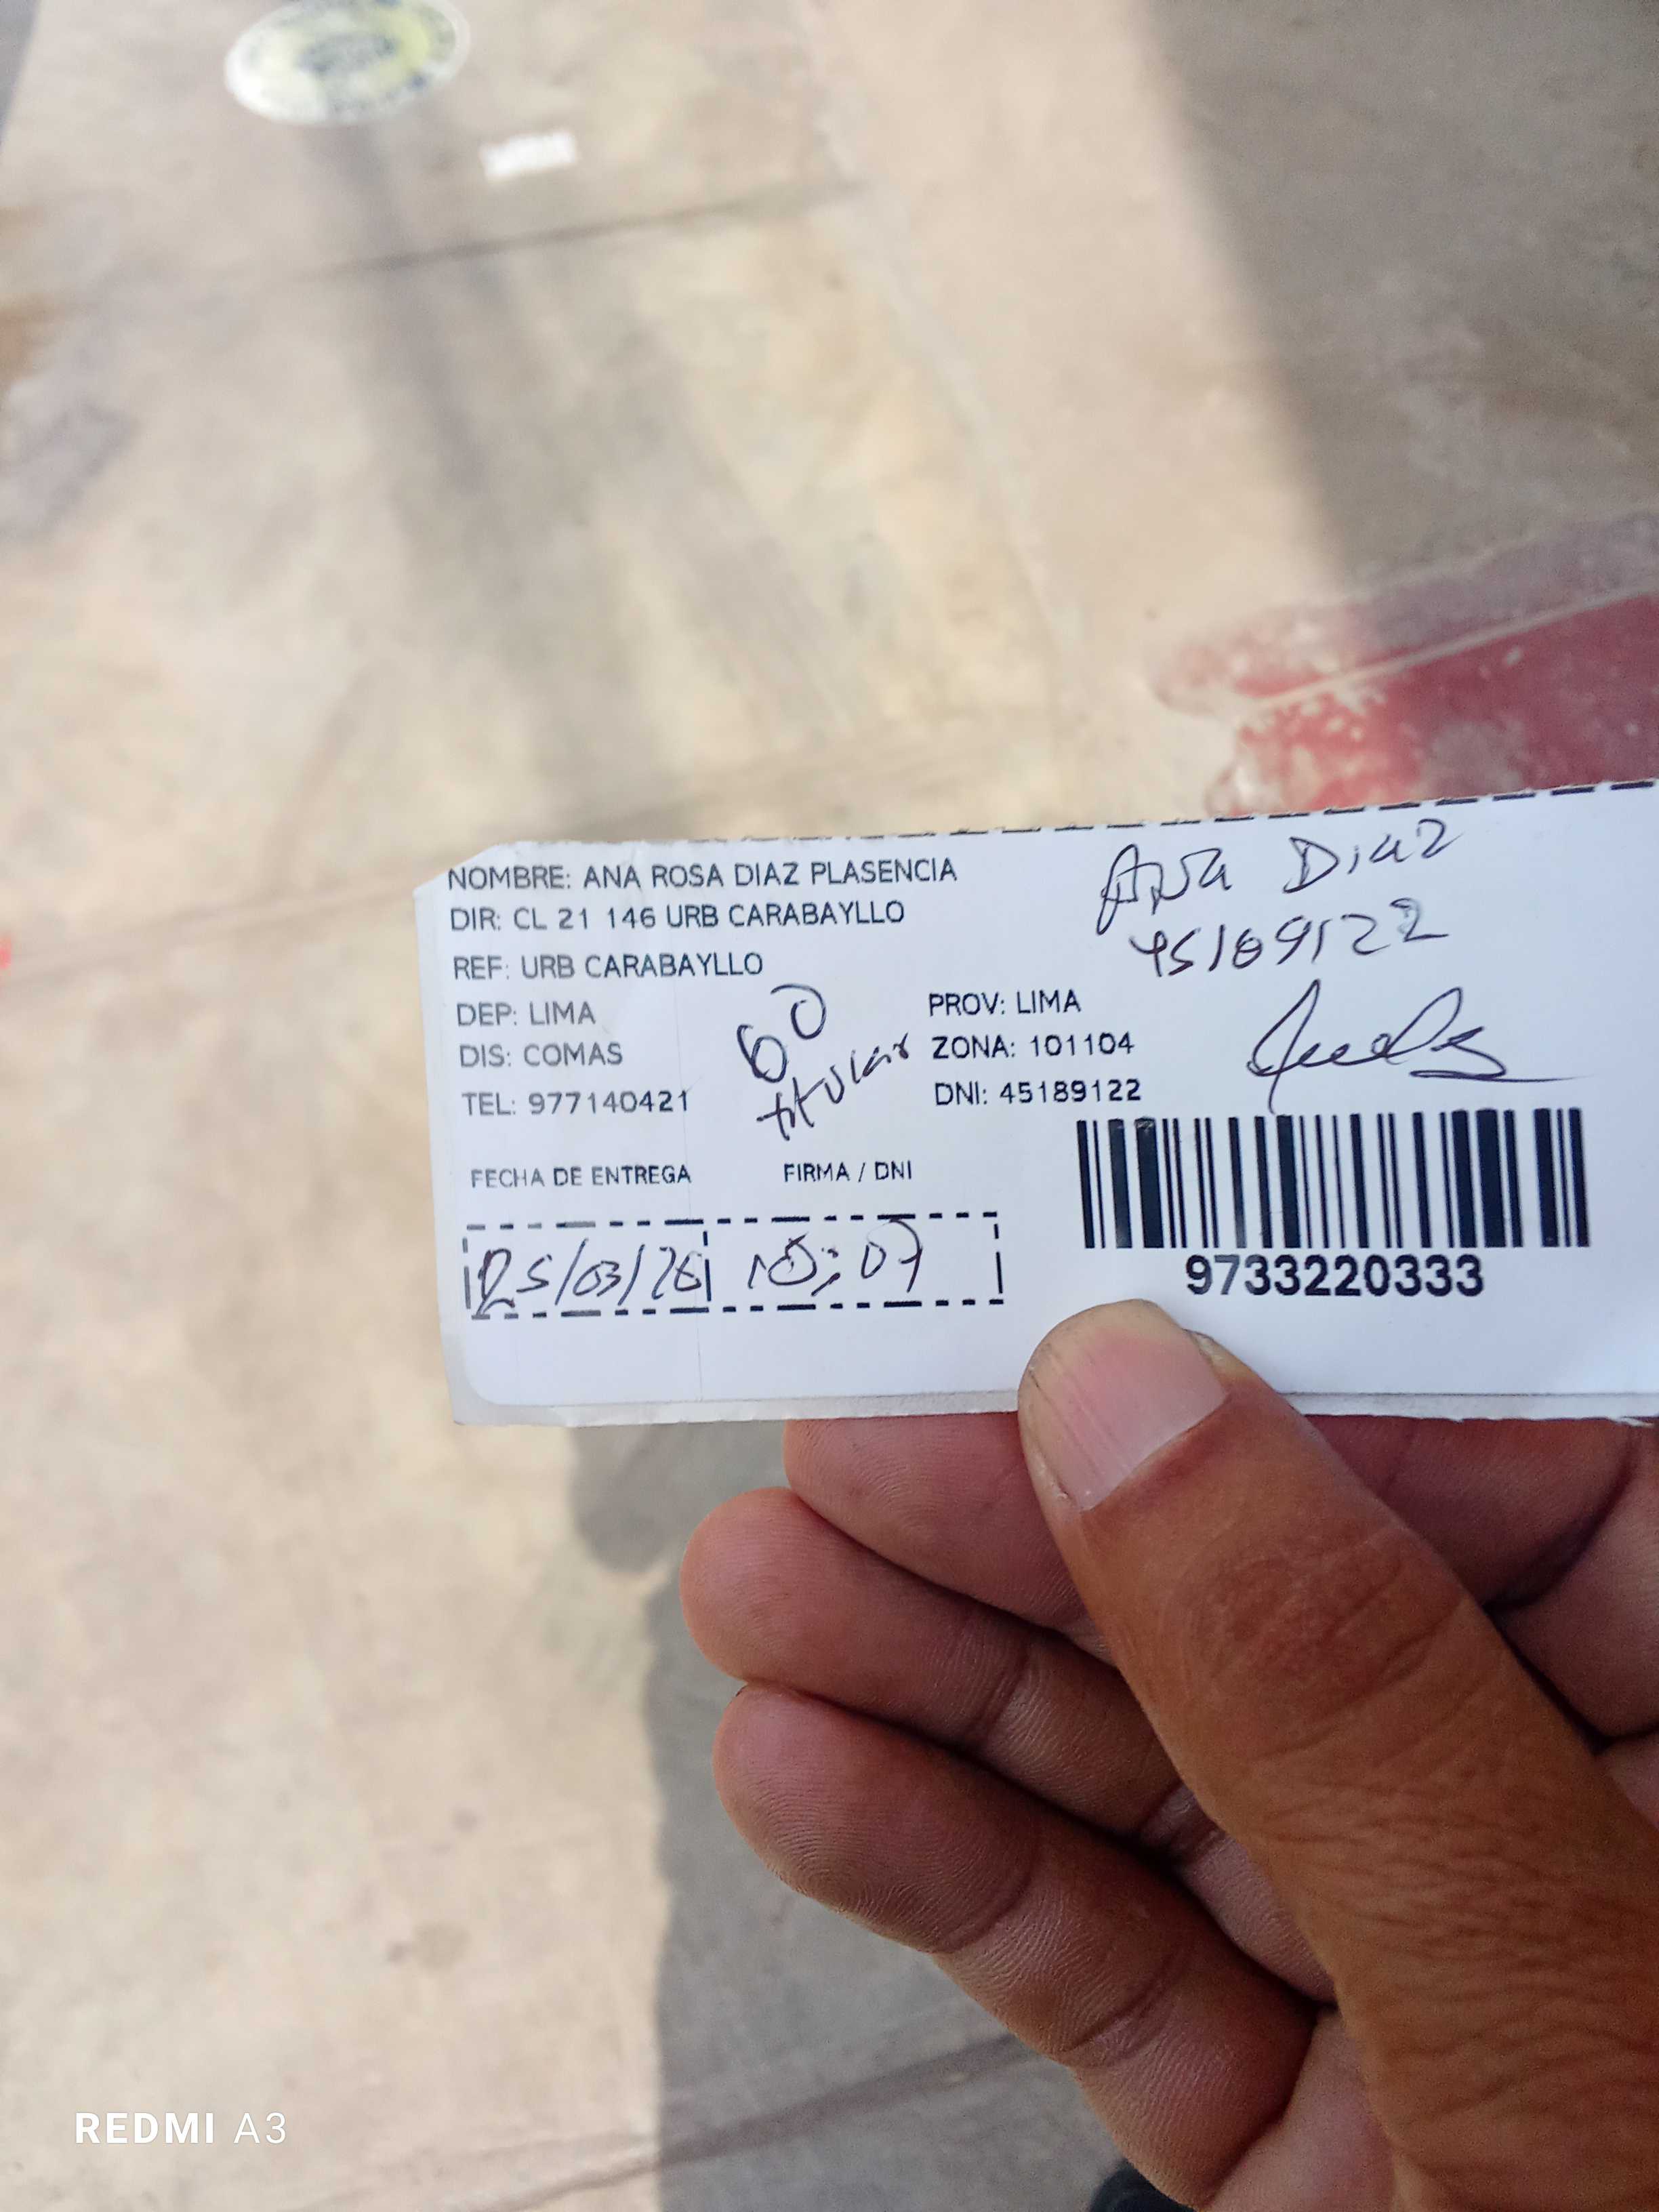 NOMBRE: ANA ROSA DIAZ PLASENCIA
DIR: CL 21 146 URB CARABAYLLO
REF: URB CARABAYLLO
DEP: LIMA
PROV: LIMA
DIS: COMAS
ZONA: 101104
TEL: 977140421
DNI: 45189122
Ana Diaz
45189122
60
titular
FECHA DE ENTREGA
FIRMA / DNI
25/03/26
10:07
9733220333
REDMI A3